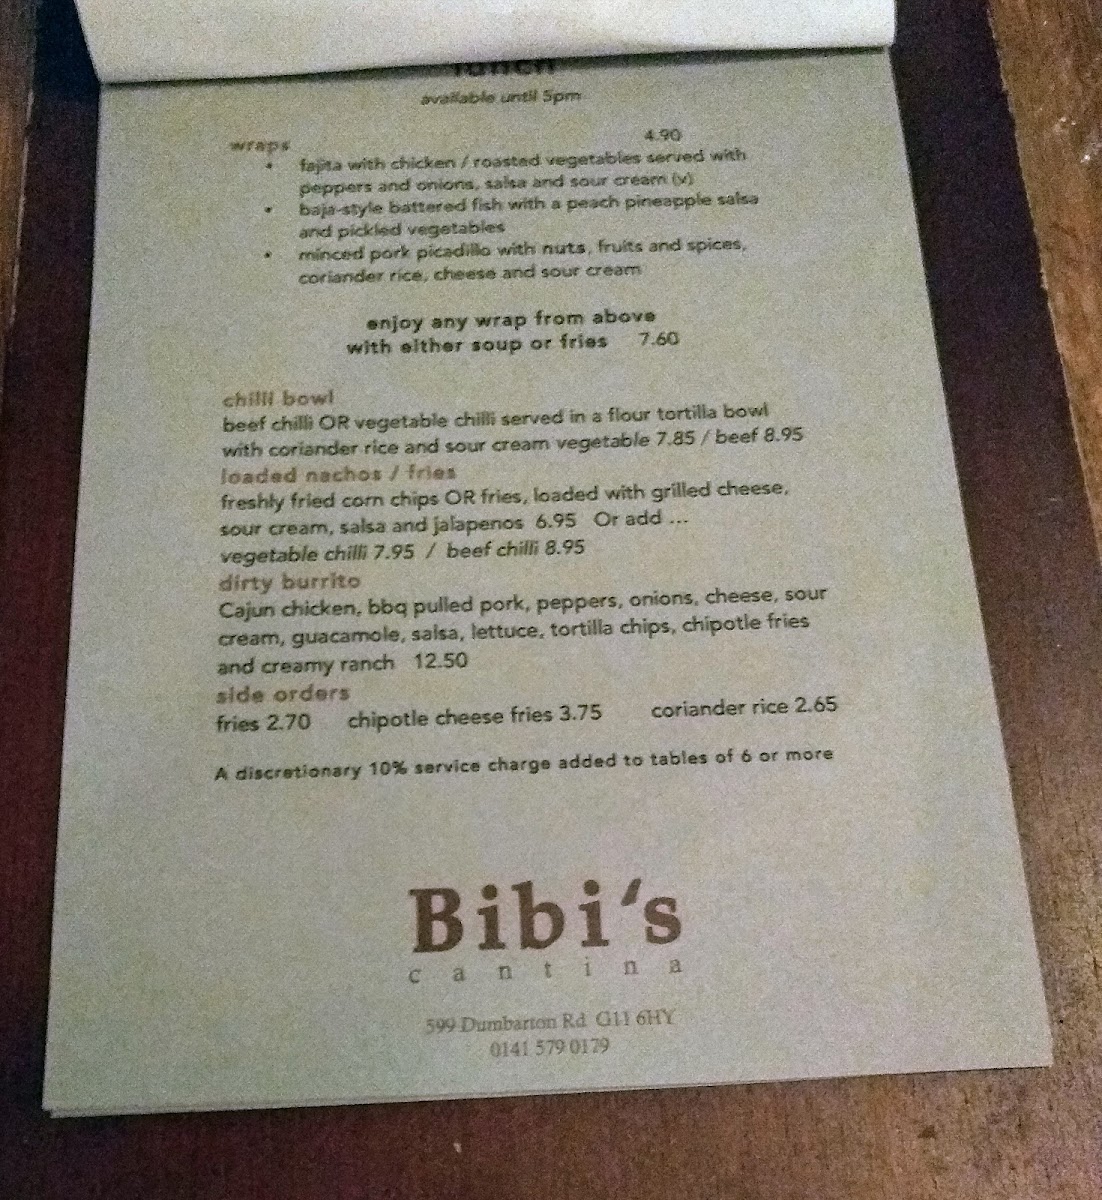 lunch
available until 5pm
wraps 4.90
• fajita with chicken / roasted vegetables served with
peppers and onions, salsa and sour cream (v)
• baja-style battered fish with a peach pineapple salsa
and pickled vegetables
• minced pork picadillo with nuts, fruits and spices,
coriander rice, cheese and sour cream
enjoy any wrap from above
with either soup or fries 7.60
chilli bowl
beef chilli OR vegetable chilli served in a flour tortilla bowl
with coriander rice and sour cream vegetable 7.85 / beef 8.95
loaded nachos / fries
freshly fried corn chips OR fries, loaded with grilled cheese,
sour cream, salsa and jalapenos 6.95 Or add ...
vegetable chilli 7.95 / beef chilli 8.95
dirty burrito
Cajun chicken, bbq pulled pork, peppers, onions, cheese, sour
cream, guacamole, salsa, lettuce, tortilla chips, chipotle fries
and creamy ranch 12.50
side orders
fries 2.70 chipotle cheese fries 3.75 coriander rice 2.65
A discretionary 10% service charge added to tables of 6 or more
Bibi's
cantina
599 Dumbarton Rd G11 6HY
0141 579 0179